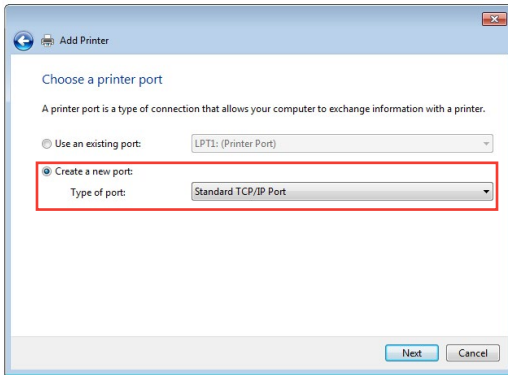 Add Printer
Choose a printer port
A printer port is a type of connection that allows your computer to exchange information with a printer.
Use an existing port: LPT1: (Printer Port)
Create a new port:
Type of port: Standard TCP/IP Port
Next Cancel